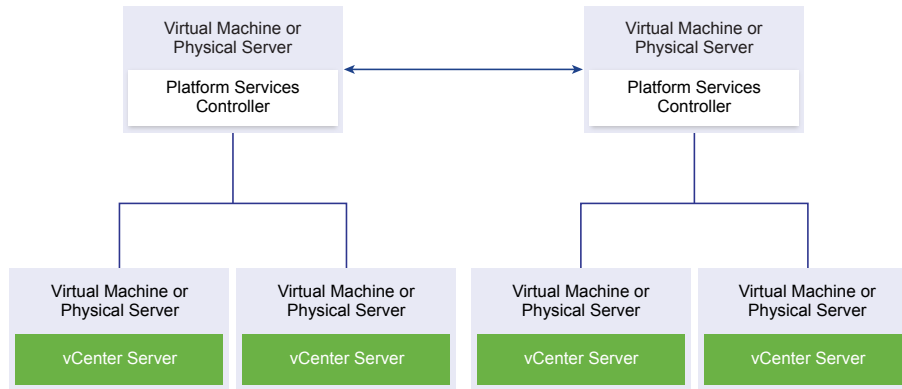 Virtual Machine or
Physical Server
Platform Services
Controller
Virtual Machine or
Physical Server
Platform Services
Controller
Virtual Machine or
Physical Server
vCenter Server
Virtual Machine or
Physical Server
vCenter Server
Virtual Machine or
Physical Server
vCenter Server
Virtual Machine or
Physical Server
vCenter Server